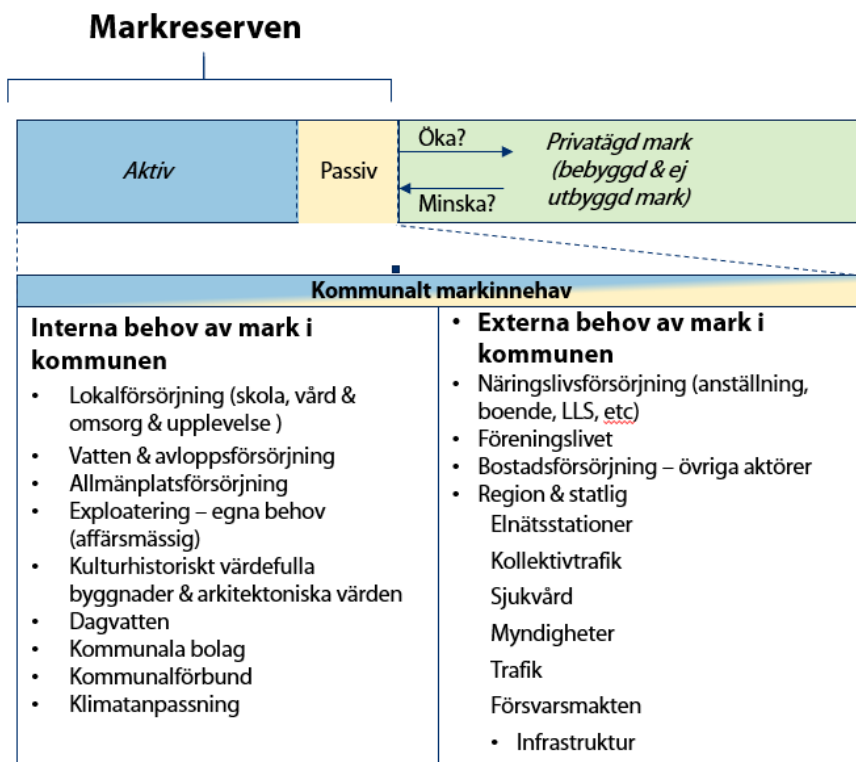 Markreserven
Aktiv
Passiv
Öka?
Minska?
Privatägd mark
(bebyggd & ej
utbyggd mark)
Kommunalt markinnehav
Interna behov av mark i
kommunen
• Lokalförsörjning (skola, vård &
omsorg & upplevelse )
• Vatten & avloppsförsörjning
• Allmänplatsförsörjning
• Exploatering – egna behov
(affärsmässig)
• Kulturhistoriskt värdefulla
byggnader & arkitektoniska värden
• Dagvatten
• Kommunala bolag
• Kommunalförbund
• Klimatanpassning
• Externa behov av mark i
kommunen
• Näringslivsförsörjning (anställning,
boende, LLS, etc)
• Föreningslivet
• Bostadsförsörjning – övriga aktörer
• Region & statlig
Elnätsstationer
Kollektivtrafik
Sjukvård
Myndigheter
Trafik
Försvarsmakten
• Infrastruktur